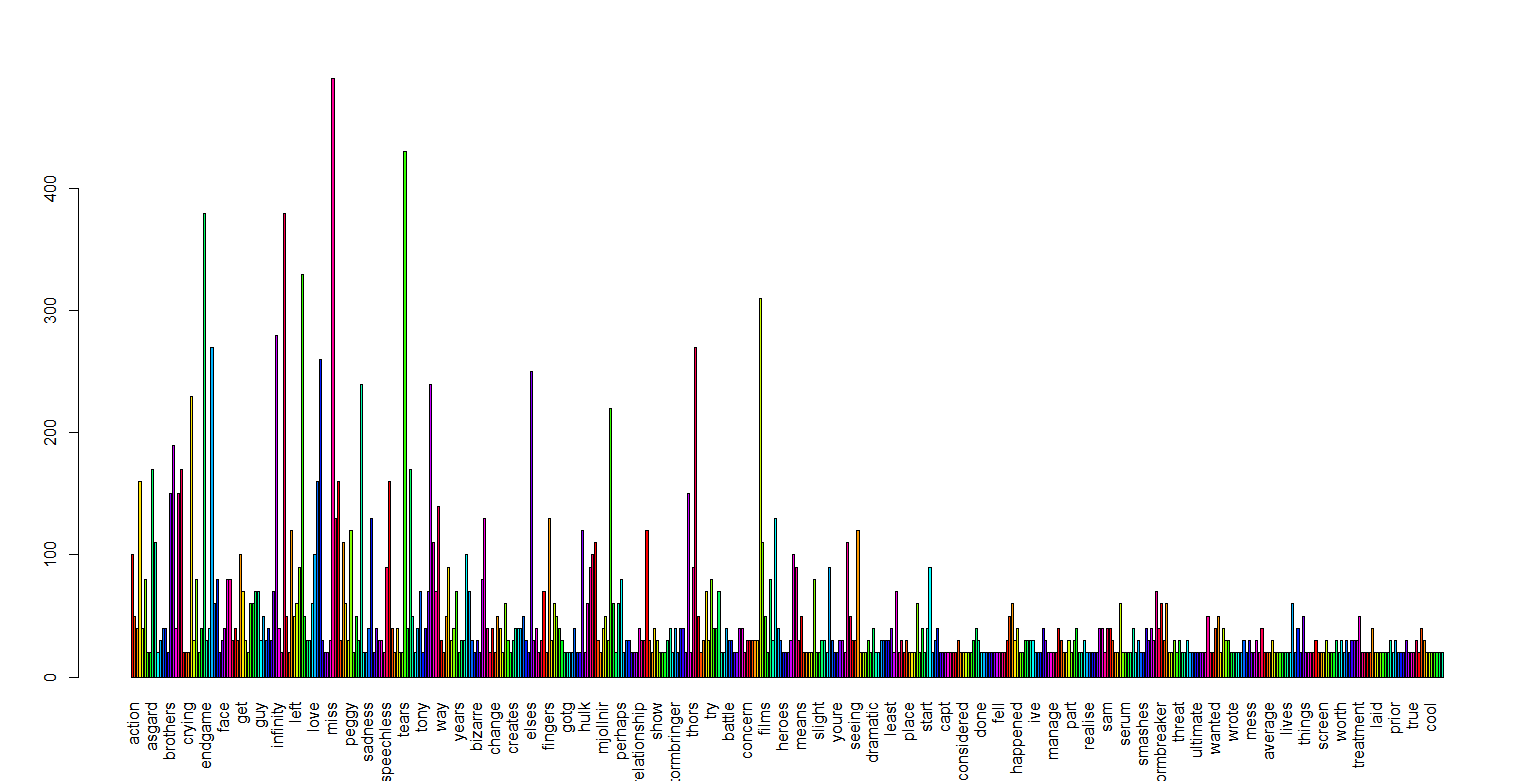 400
300
200
100
0
action
asgard
brothers
crying
endgame
face
get
guy
infinity
left
love
miss
peggy
sadness
speechless
tears
tony
way
years
bizarre
change
creates
elses
fingers
gotg
hulk
mjollnir
perhaps
relationship
show
tormbringer
try
battle
concern
films
heroes
means
slight
youre
seeing
dramatic
least
place
start
capt
considered
done
fell
happened
ive
manage
part
realise
sam
serum
smashes
ormbreaker
threat
ultimate
wanted
wrote
mess
average
lives
things
screen
worth
treatment
laid
prior
true
cool